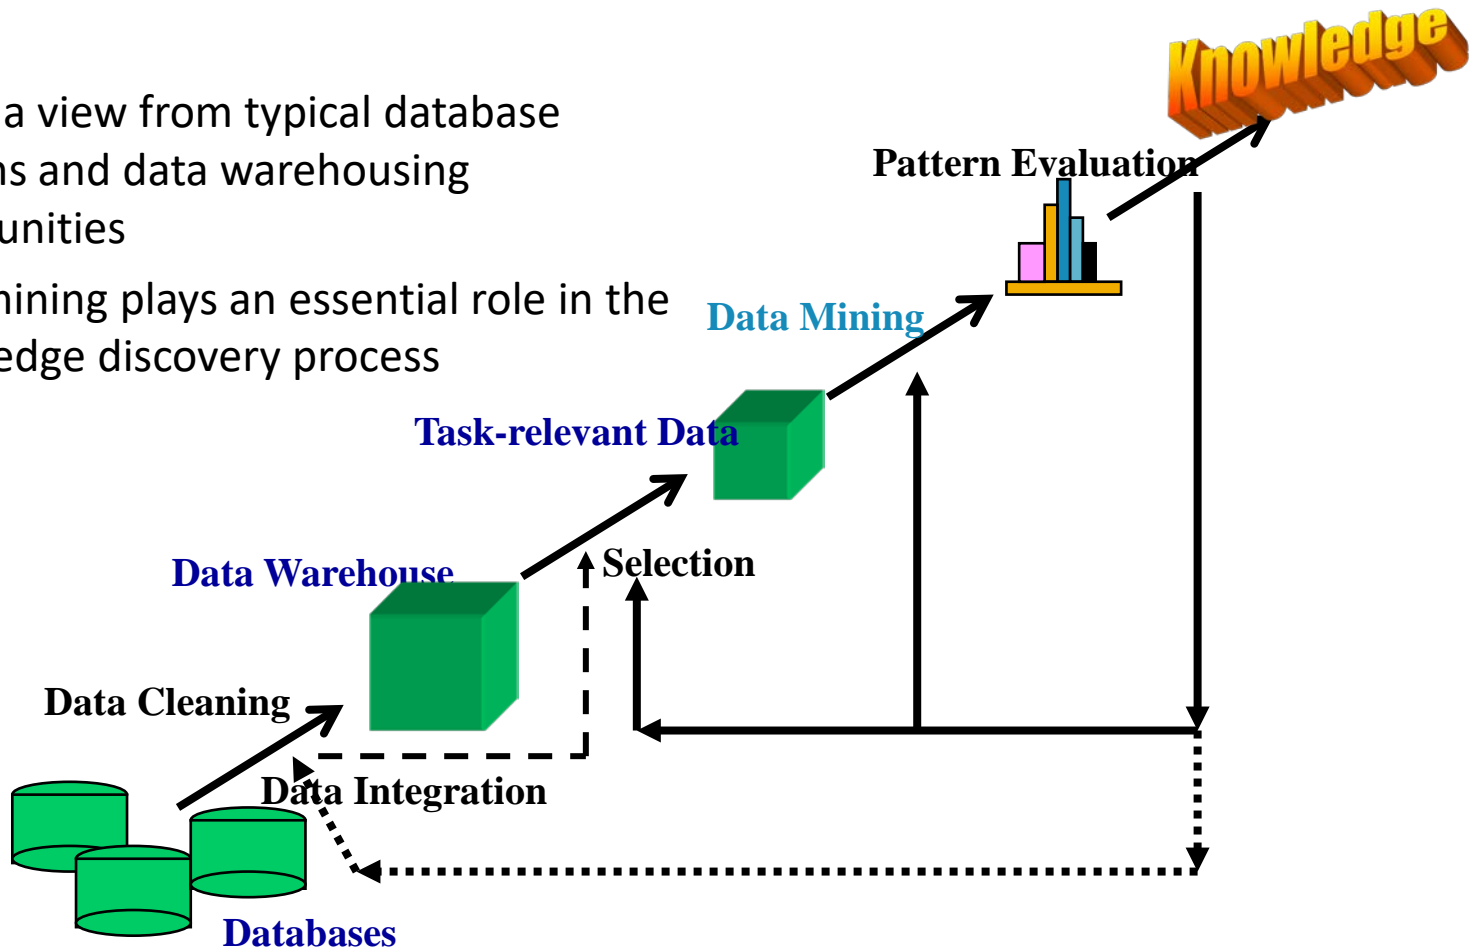 a view from typical database
ns and data warehousing
unities
mining plays an essential role in the
edge discovery process
Knowledge
Pattern Evaluation
Data Mining
Task-relevant Data
Selection
Data Warehouse
Data Cleaning
Data Integration
Databases